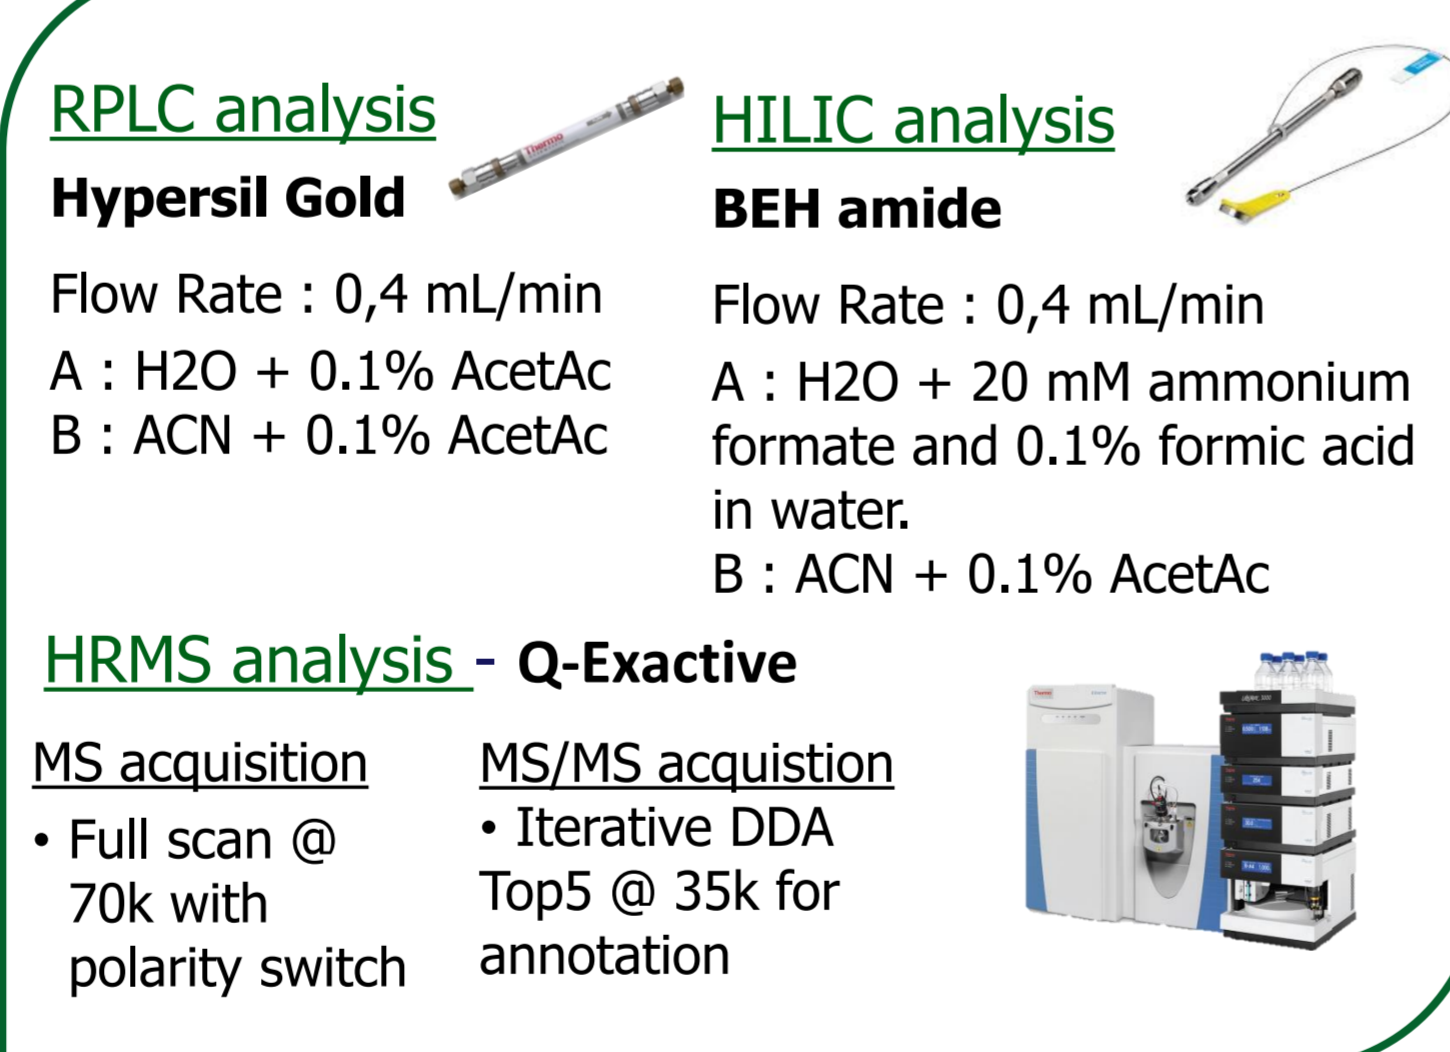 RPLC analysis
Thermo
Hypersil Gold
Flow Rate : 0,4 mL/min
A : H2O + 0.1% AcetAc
B : ACN + 0.1% AcetAc
HILIC analysis
BEH amide
Flow Rate : 0,4 mL/min
A : H2O + 20 mM ammonium
formate and 0.1% formic acid
in water.
B : ACN + 0.1% AcetAc
HRMS analysis - Q-Exactive
MS acquisition
• Full scan @
70k with
polarity switch
MS/MS acquistion
• Iterative DDA
Top5 @ 35k for
annotation
Thermo